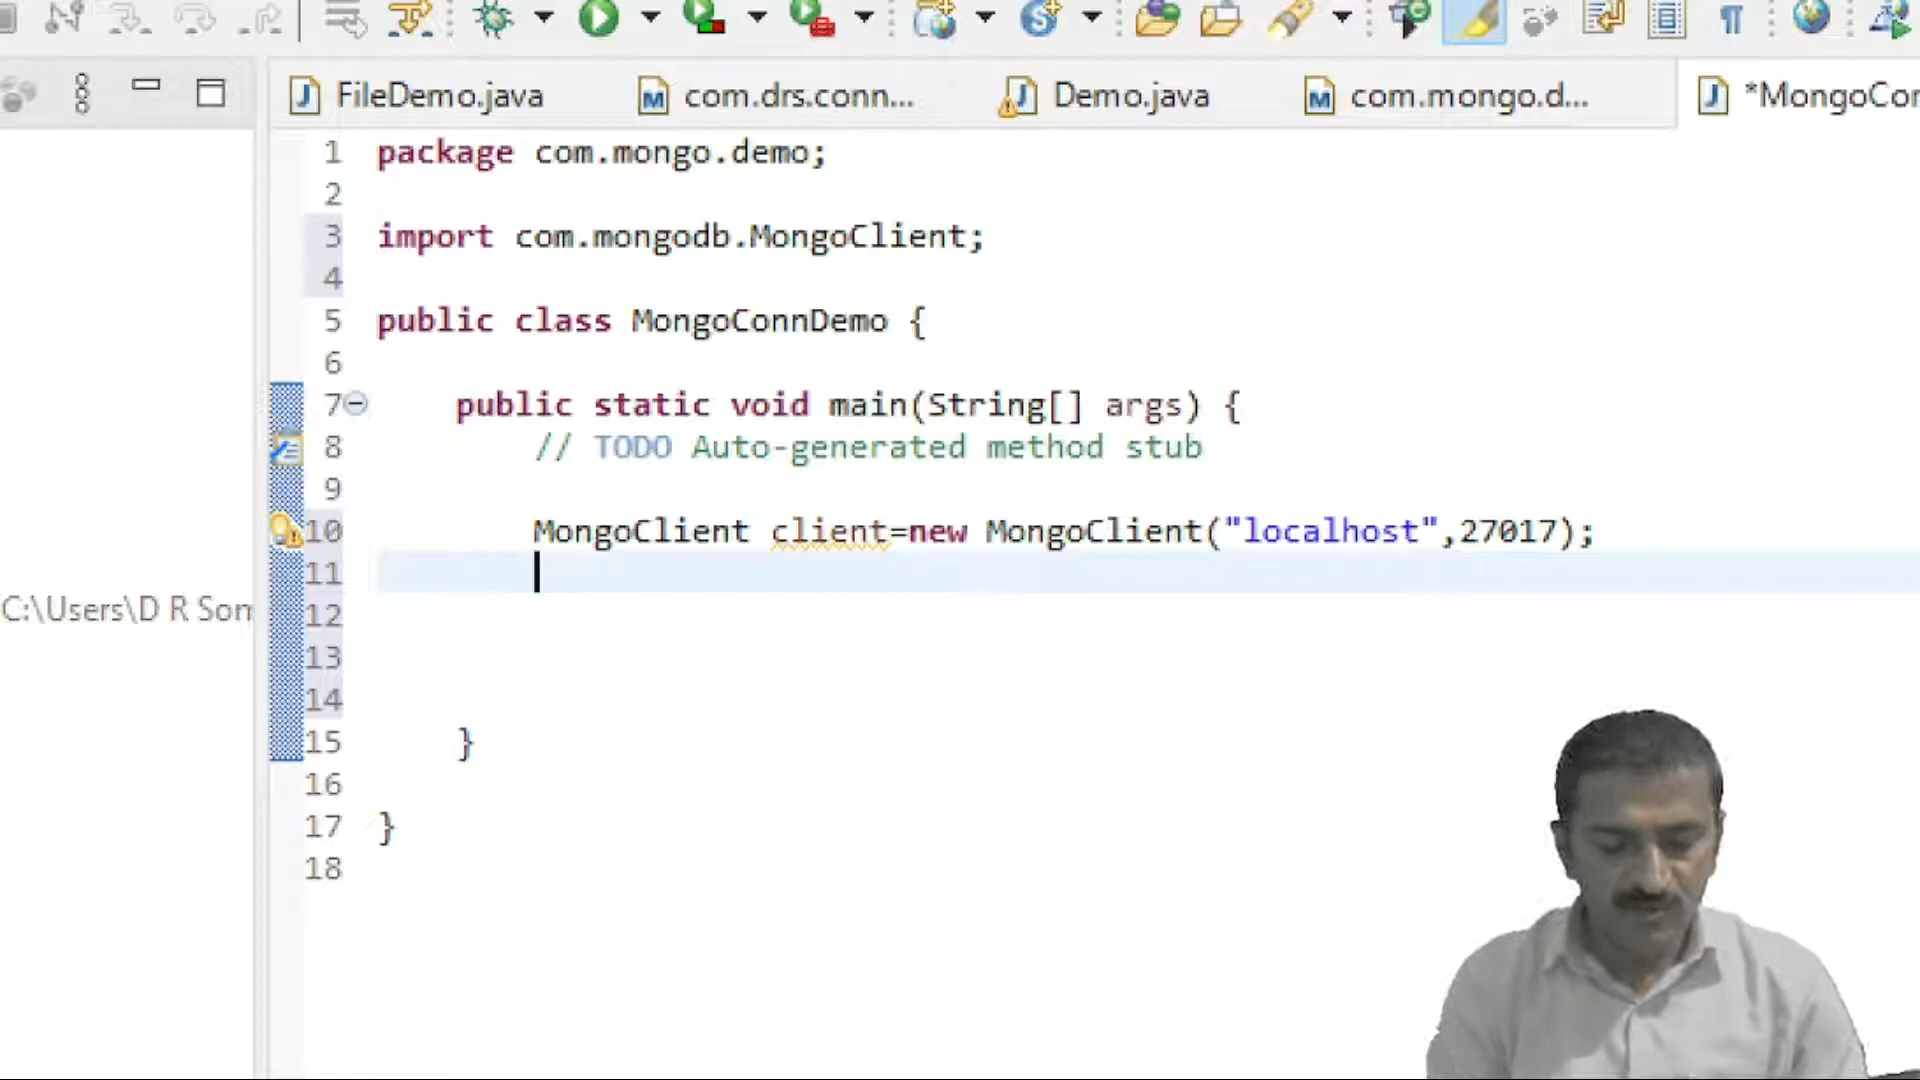 FileDemo.java com.drs.conn... Demo.java com.mongo.d... *MongoCon
1 package com.mongo.demo;
2
3 import com.mongodb.MongoClient;
4
5 public class MongoConnDemo {
6
7 public static void main(String[] args) {
8 // TODO Auto-generated method stub
9
10 MongoClient client=new MongoClient("localhost",27017);
11
C:\Users\D R Som
12
13
14
15 }
16
17 }
18